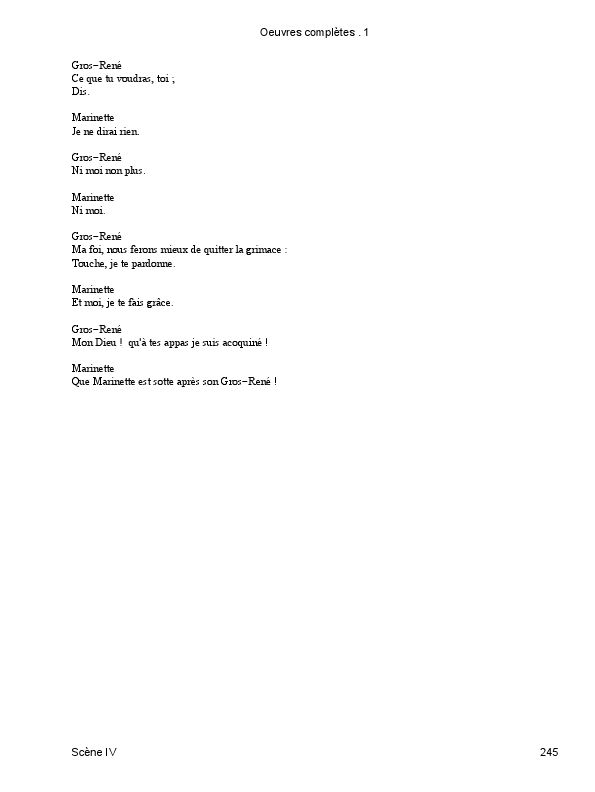 Oeuvres complètes . 1
Gros−René
Ce que tu voudras, toi ;
Dis.
Marinette
Je ne dirai rien.
Gros−René
Ni moi non plus.
Marinette
Ni moi.
Gros−René
Ma foi, nous ferons mieux de quitter la grimace :
Touche, je te pardonne.
Marinette
Et moi, je te fais grâce.
Gros−René
Mon Dieu !  qu'à tes appas je suis acoquiné !
Marinette
Que Marinette est sotte après son Gros−René !
Scène IV
245